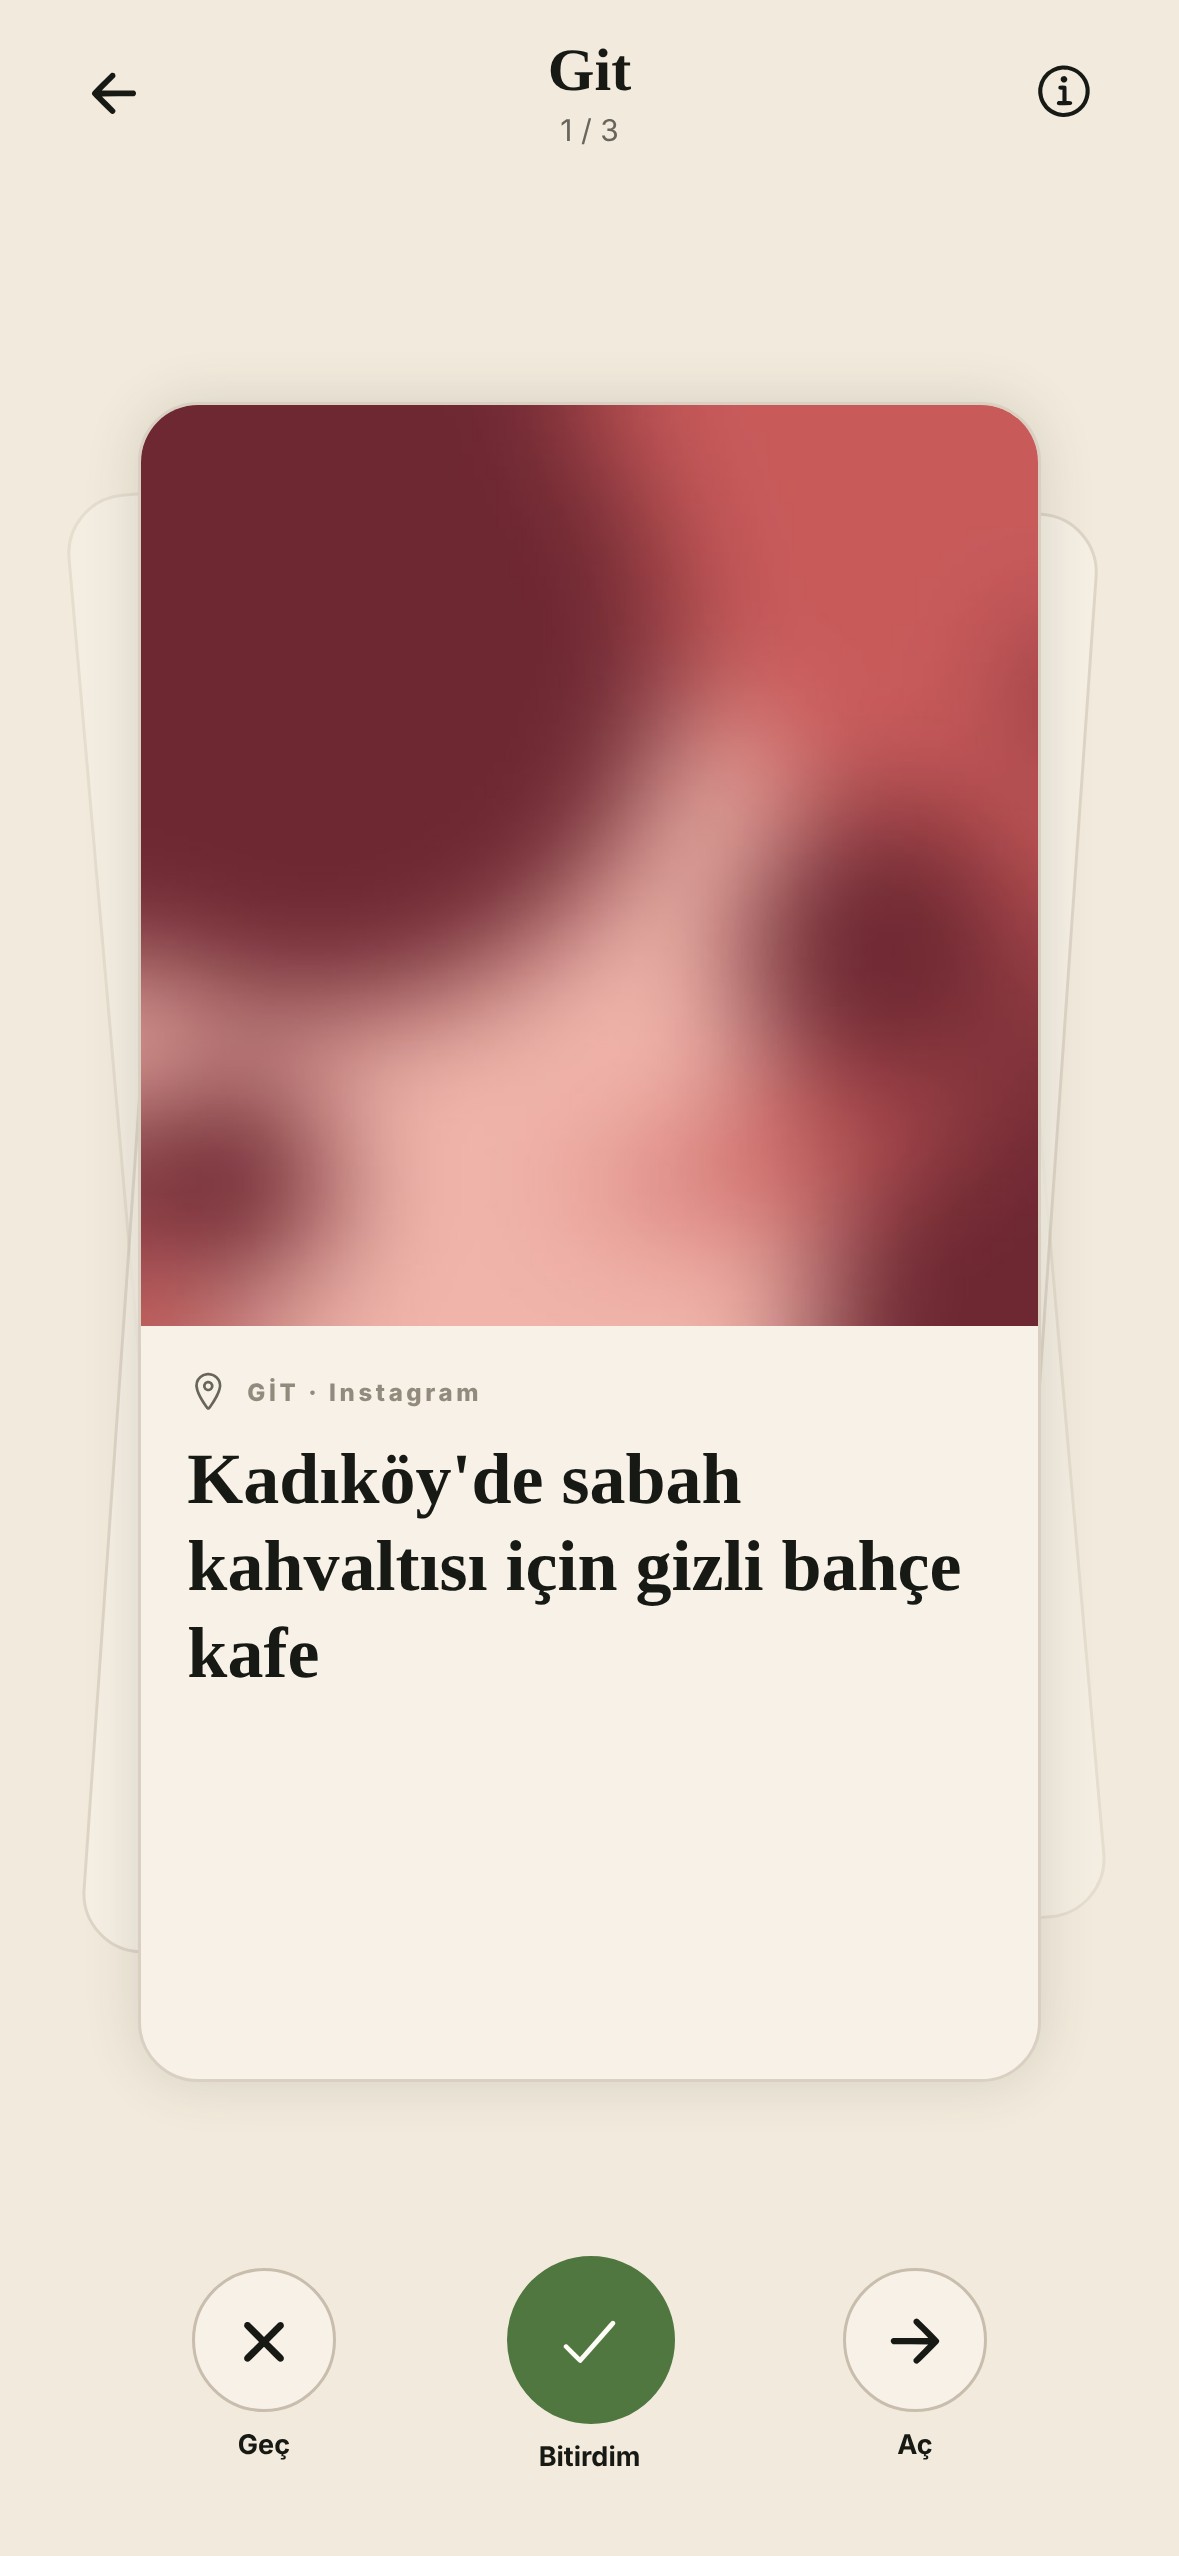 Git
1 / 3
GİT · Instagram
Kadıköy'de sabah
kahvaltısı için gizli bahçe
kafe
Geç
Bitirdim
Aç